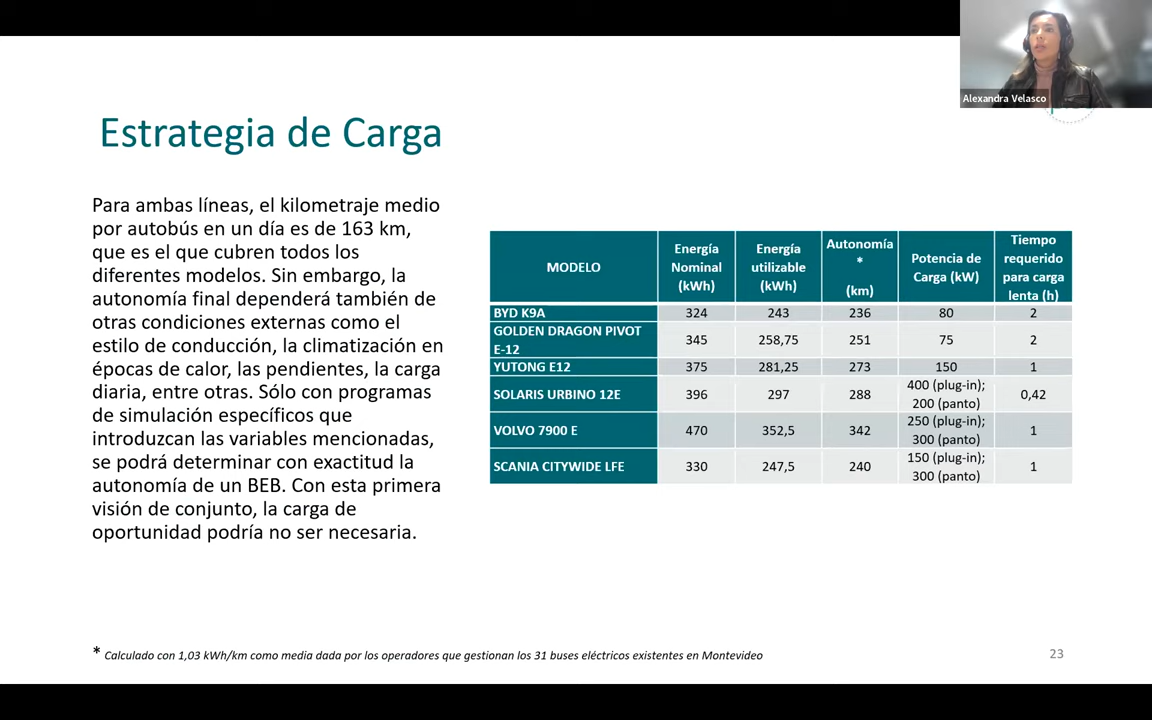 Alexandra Velasco
Estrategia de Carga
Para ambas líneas, el kilometraje medio
por autobús en un día es de 163 km,
que es el que cubren todos los
diferentes modelos. Sin embargo, la
autonomía final dependerá también de
otras condiciones externas como el
estilo de conducción, la climatización en
épocas de calor, las pendientes, la carga
diaria, entre otras. Sólo con programas
de simulación específicos que
introduzcan las variables mencionadas,
se podrá determinar con exactitud la
autonomía de un BEB. Con esta primera
visión de conjunto, la carga de
oportunidad podría no ser necesaria.
MODELO Energía Nominal (kWh) Energía utilizable (kWh) Autonomía * (km) Potencia de Carga (kW) Tiempo requerido para carga lenta (h)
BYD K9A 324 243 236 80 2
GOLDEN DRAGON PIVOT E-12 345 258,75 251 75 2
YUTONG E12 375 281,25 273 150 1
SOLARIS URBINO 12E 396 297 288 400 (plug-in); 200 (panto) 0,42
VOLVO 7900 E 470 352,5 342 250 (plug-in); 300 (panto) 1
SCANIA CITYWIDE LFE 330 247,5 240 150 (plug-in); 300 (panto) 1
* Calculado con 1,03 kWh/km como media dada por los operadores que gestionan los 31 buses eléctricos existentes en Montevideo
23